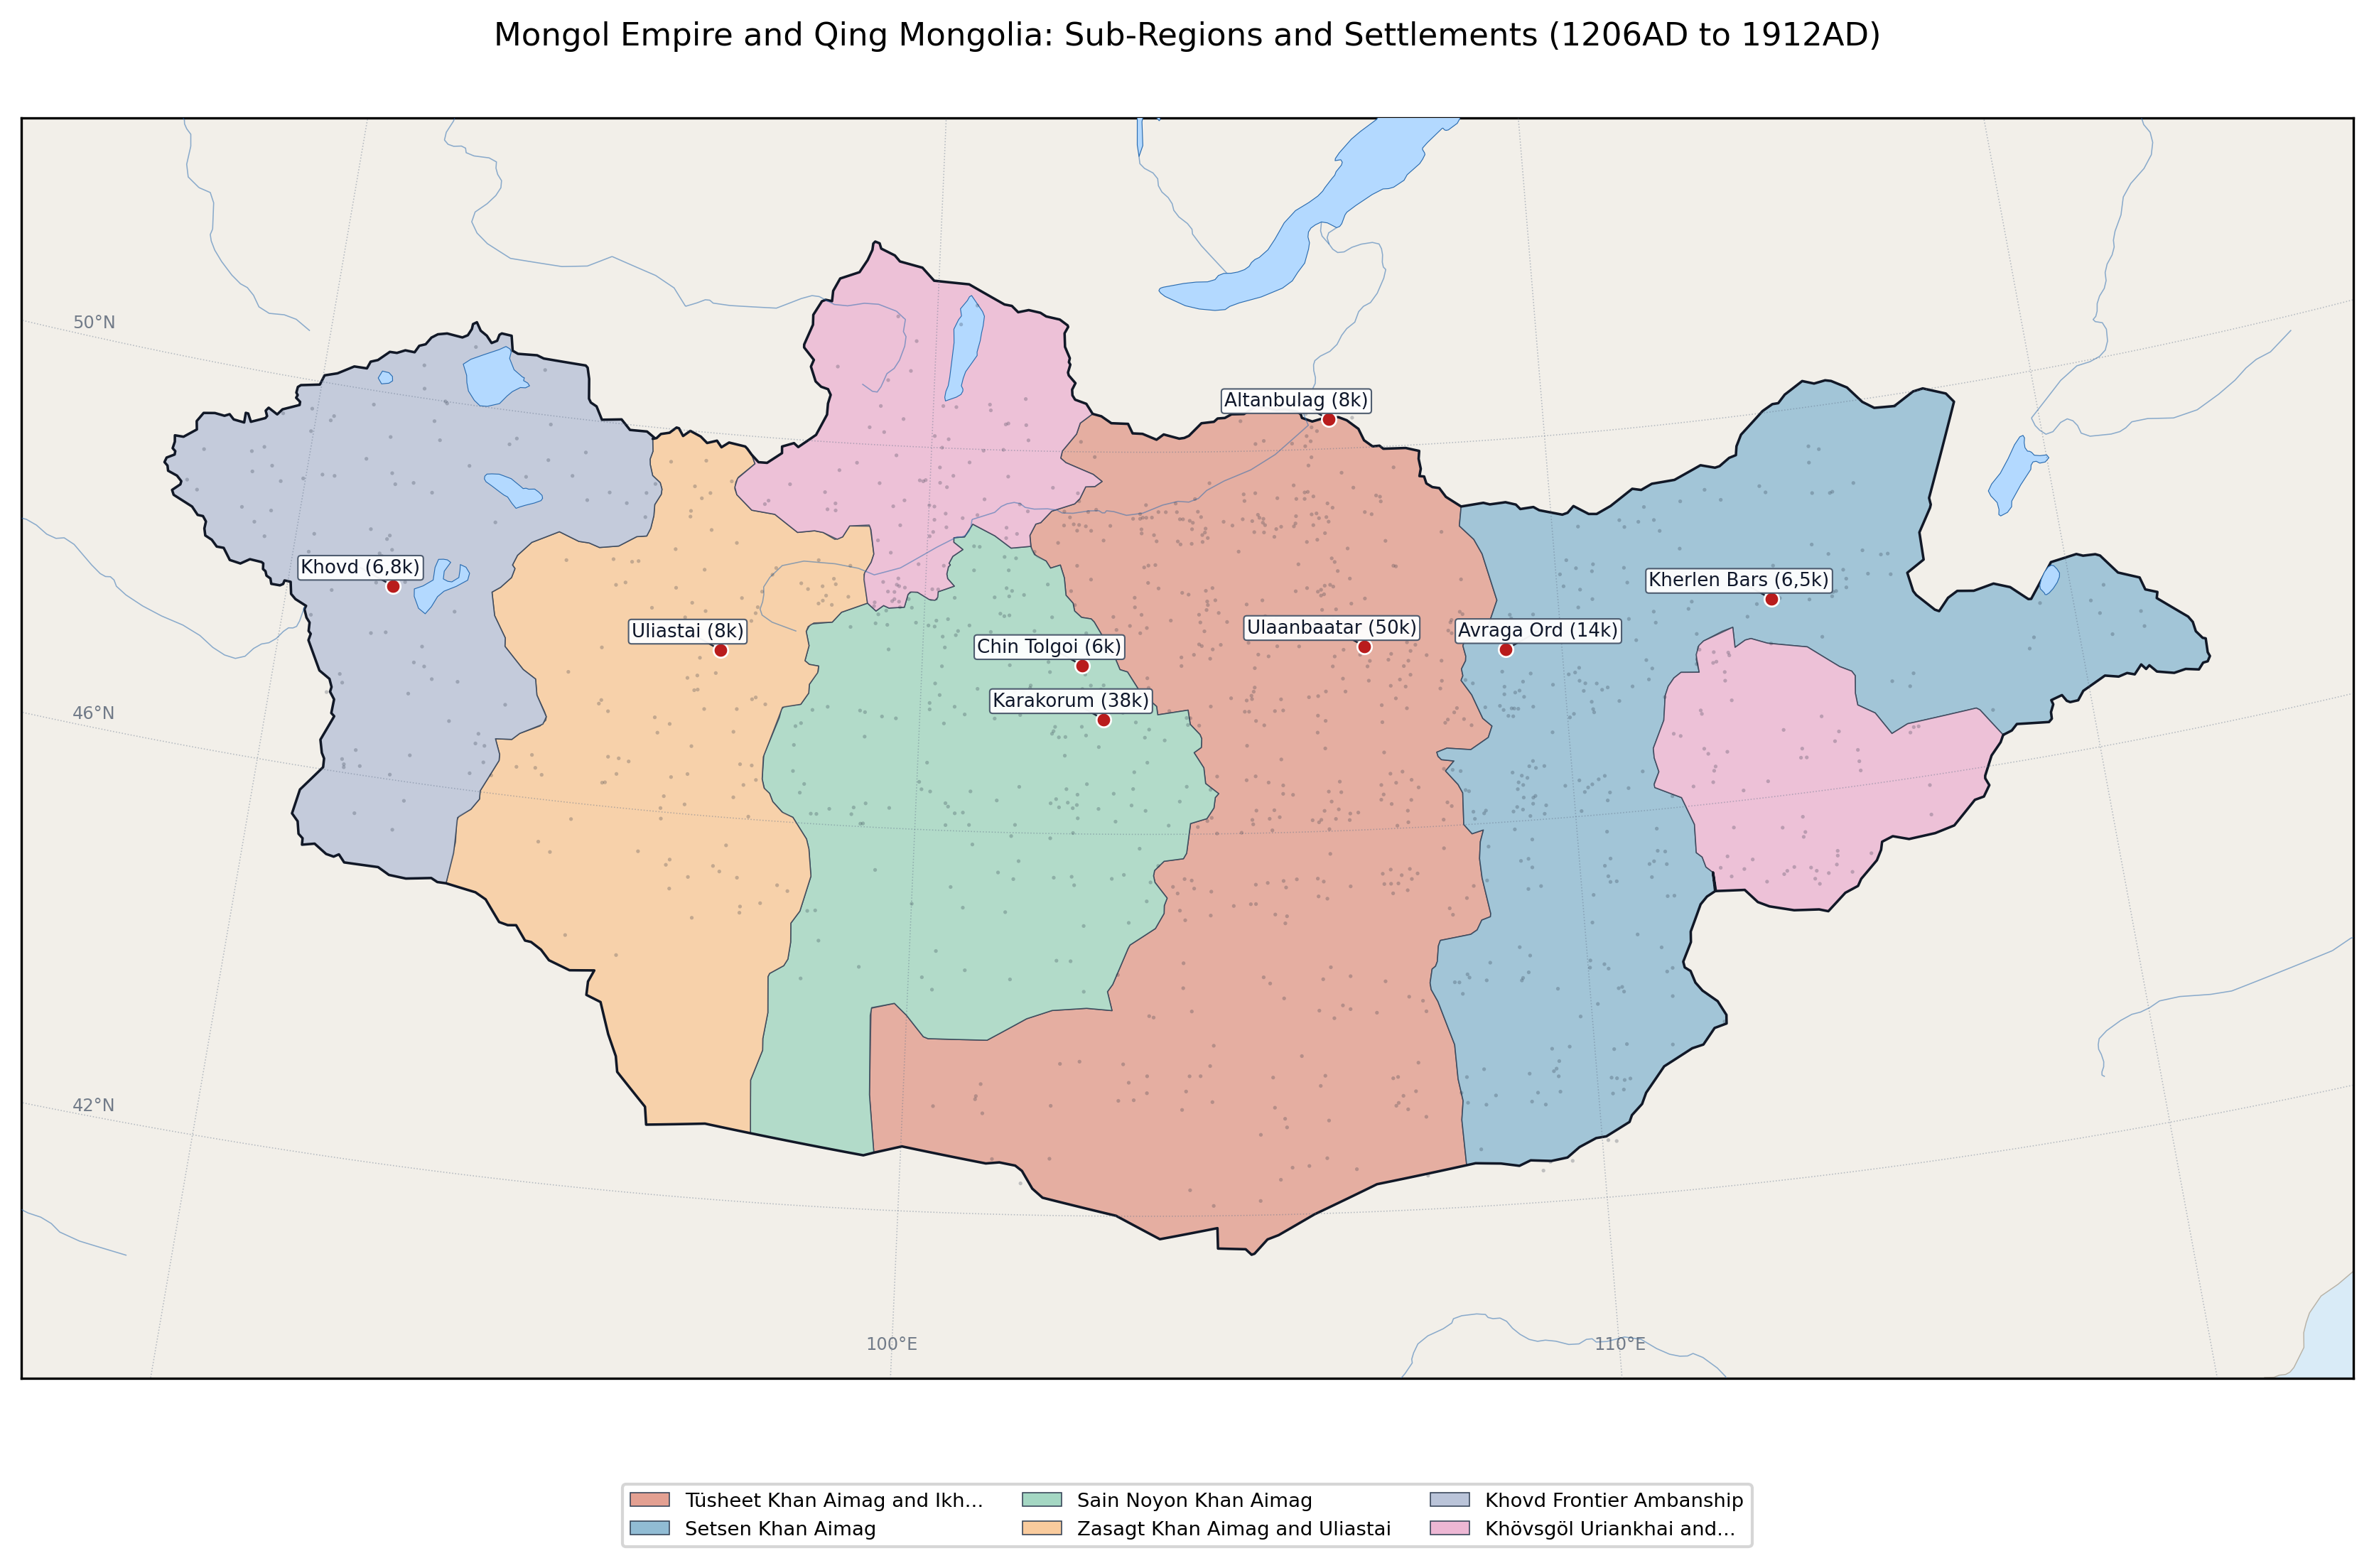 Mongol Empire and Qing Mongolia: Sub-Regions and Settlements (1206AD to 1912AD)
50°N
Altanbulag (8k)
Khovd (6,8k)
Kherlen Bars (6,5k)
Uliastai (8k)
Ulaanbaatar (50k)
Avraga Ord (14k)
Chin Tolgoi (6k)
Karakorum (38k)
46°N
42°N
100°E
110°E
Tüsheet Khan Aimag and Ikh...
Sain Noyon Khan Aimag
Khovd Frontier Ambanship
Setsen Khan Aimag
Zasagt Khan Aimag and Uliastai
Khövsgöl Uriankhai and...